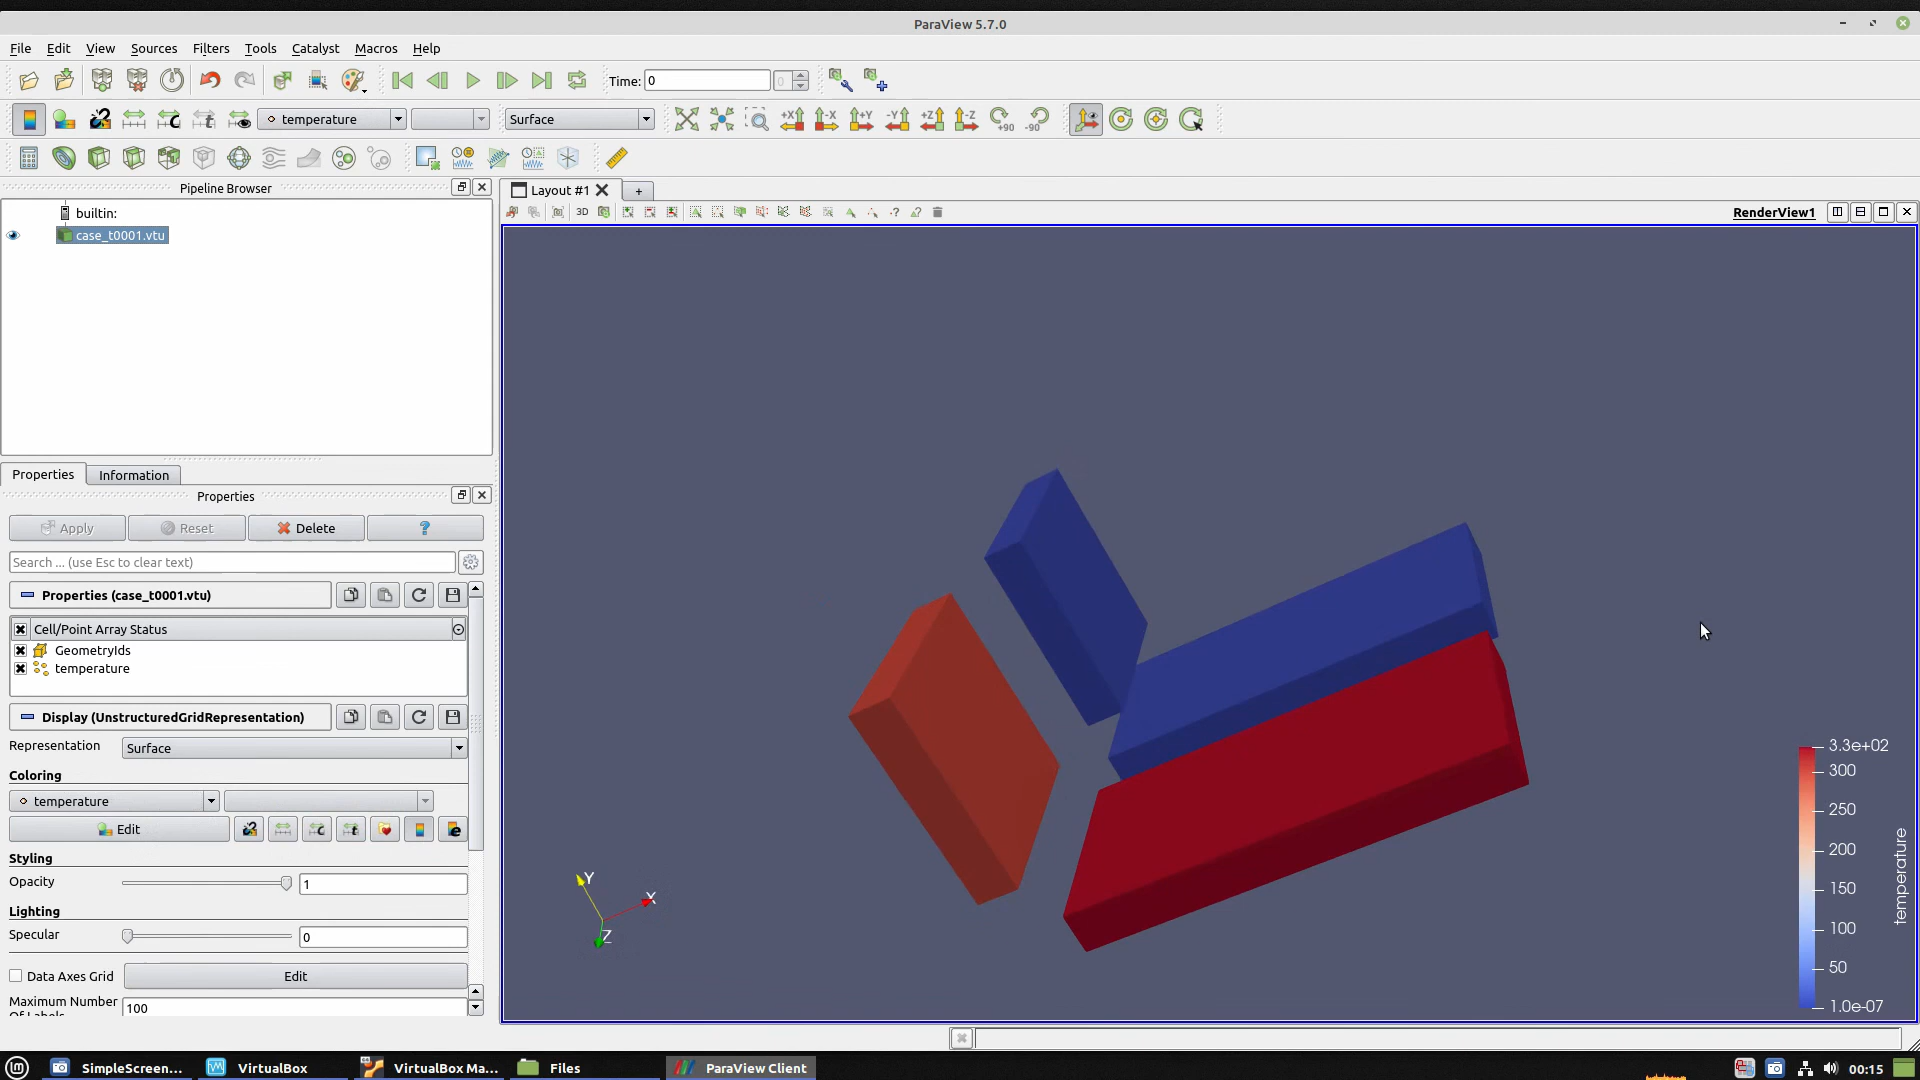 ParaView 5.7.0
File Edit View Sources Filters Tools Catalyst Macros Help
Time: 0 0
+90 -90
temperature Surface
+X -X +Y -Y +Z -Z
Pipeline Browser
Layout #1 +
3D
RenderView1
builtin:
case_t0001.vtu
Properties Information
Properties
Apply Reset Delete ?
Search ... (use Esc to clear text)
Properties (case_t0001.vtu)
Cell/Point Array Status
GeometryIds
temperature
Display (UnstructuredGridRepresentation)
Representation Surface
Coloring
temperature
Edit
Styling
Opacity 1
Lighting
Specular 0
Data Axes Grid Edit
Maximum Number
100
Y
X
Z
3.3e+02
300
250
200
150
100
50
1.0e-07
temperature
SimpleScreen... VirtualBox VirtualBox Ma... Files ParaView Client 00:15